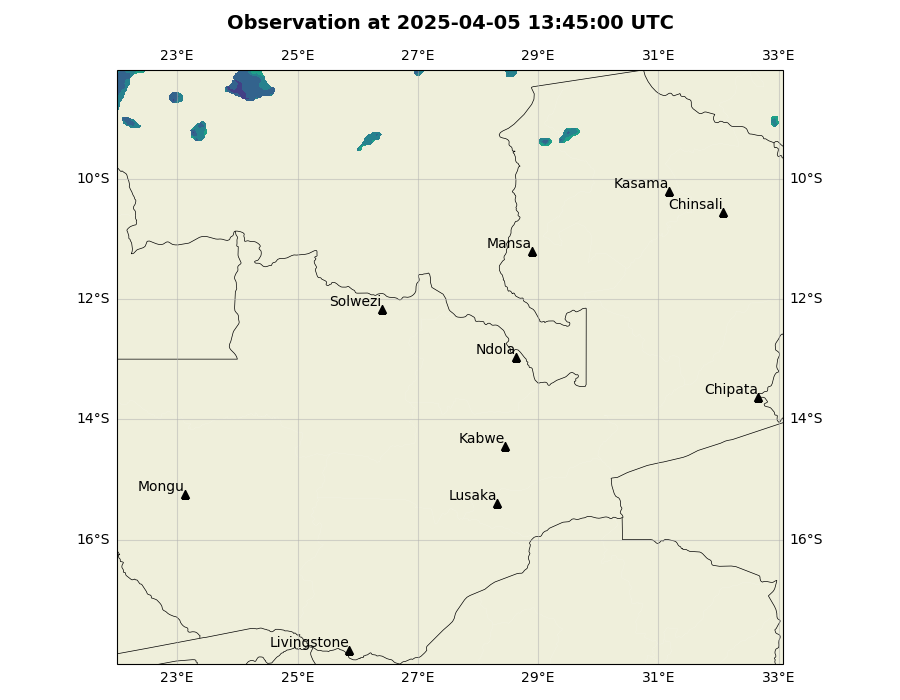 Observation at 2025-04-05 13:45:00 UTC
23°E 25°E 27°E 29°E 31°E 33°E
10°S 10°S
Kasama
Chinsali
Mansa
12°S 12°S
Solwezi
Ndola
Chipata
14°S 14°S
Kabwe
Mongu
Lusaka
16°S 16°S
Livingstone
23°E 25°E 27°E 29°E 31°E 33°E